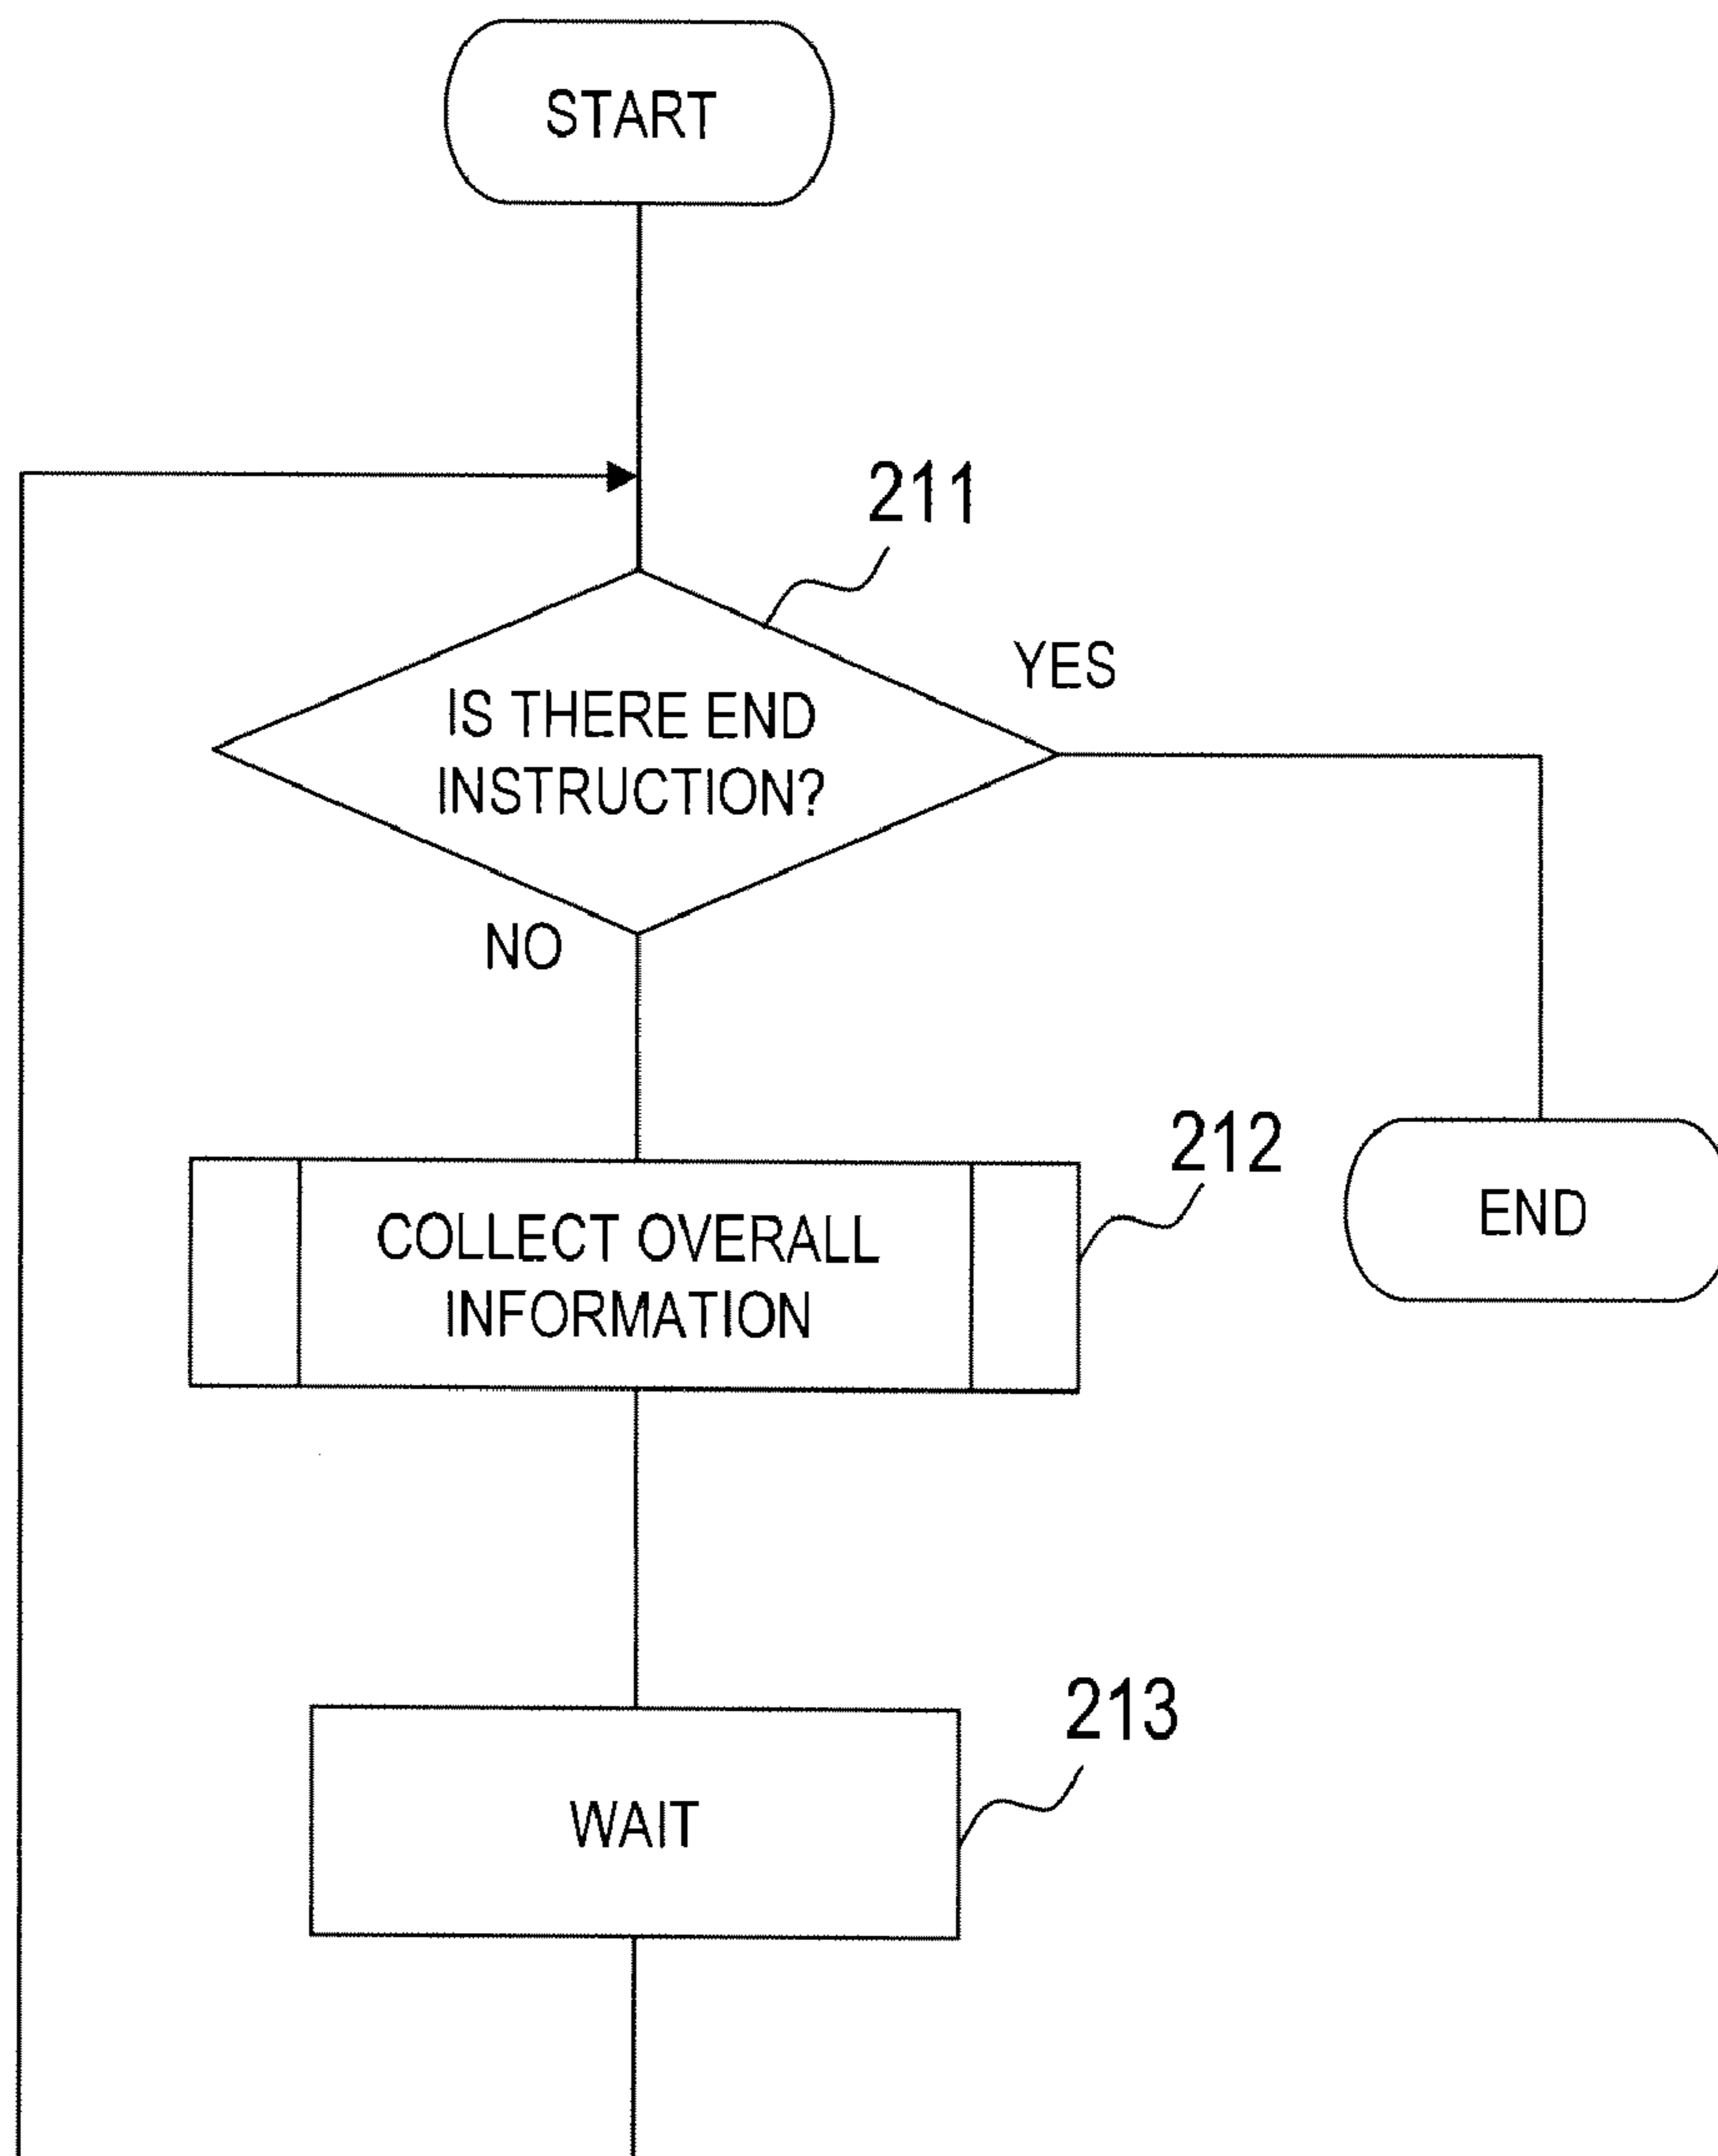 START
211
YES
IS THERE END
INSTRUCTION?
NO
212
COLLECT OVERALL
INFORMATION
END
213
WAIT